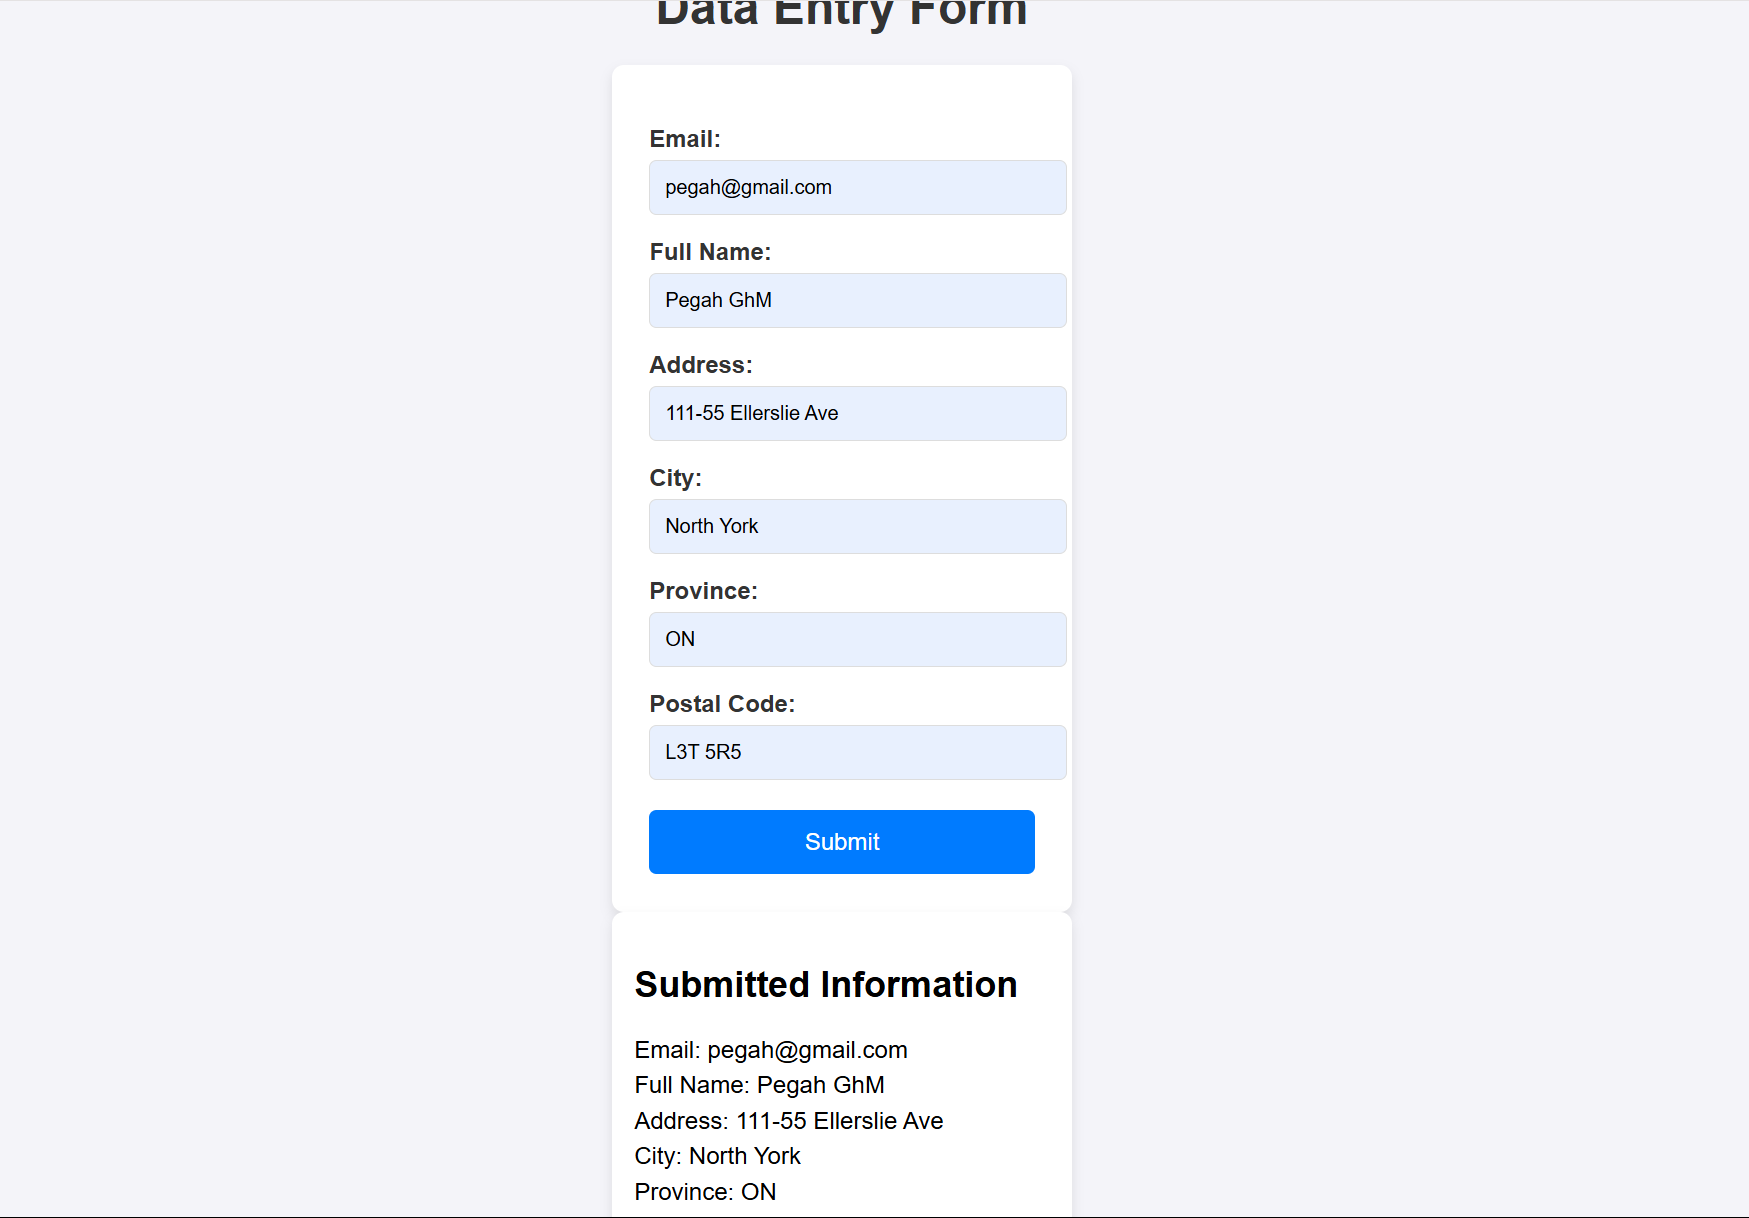 Data Entry Form
Email:
pegah@gmail.com
Full Name:
Pegah GhM
Address:
111-55 Ellerslie Ave
City:
North York
Province:
ON
Postal Code:
L3T 5R5
Submit
Submitted Information
Email: pegah@gmail.com
Full Name: Pegah GhM
Address: 111-55 Ellerslie Ave
City: North York
Province: ON